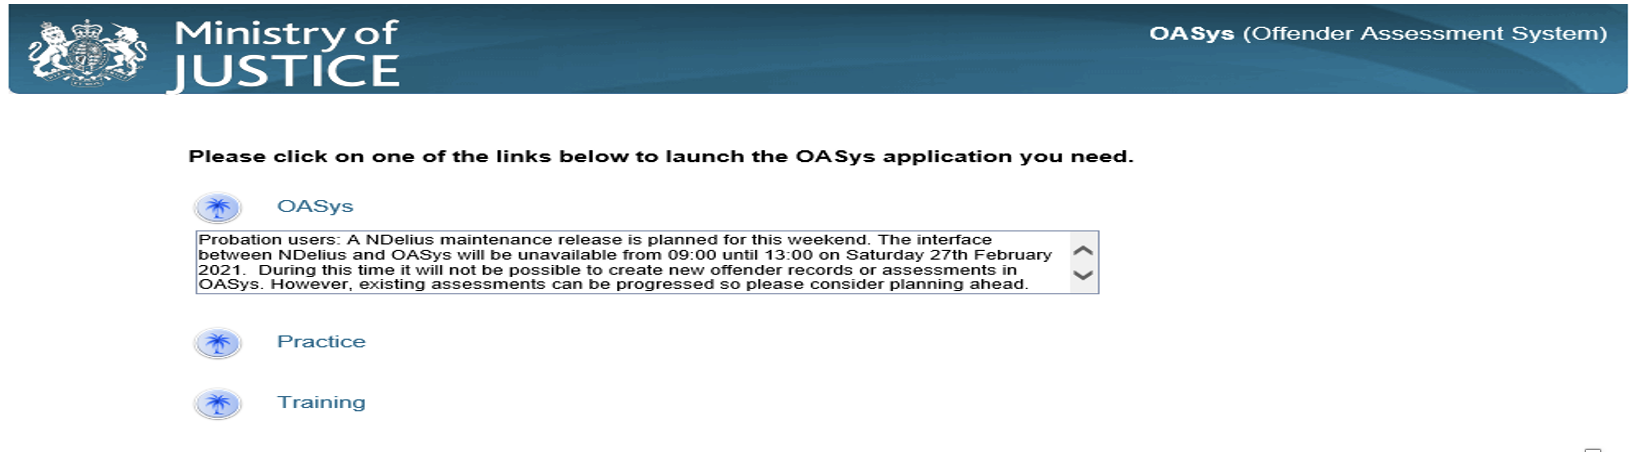 Ministry of
JUSTICE
OASys (Offender Assessment System)
Please click on one of the links below to launch the OASys application you need.
OASys
Probation users: A NDelius maintenance release is planned for this weekend. The interface
between NDelius and OASys will be unavailable from 09:00 until 13:00 on Saturday 27th February
2021.  During this time it will not be possible to create new offender records or assessments in
OASys. However, existing assessments can be progressed so please consider planning ahead.
Practice
Training